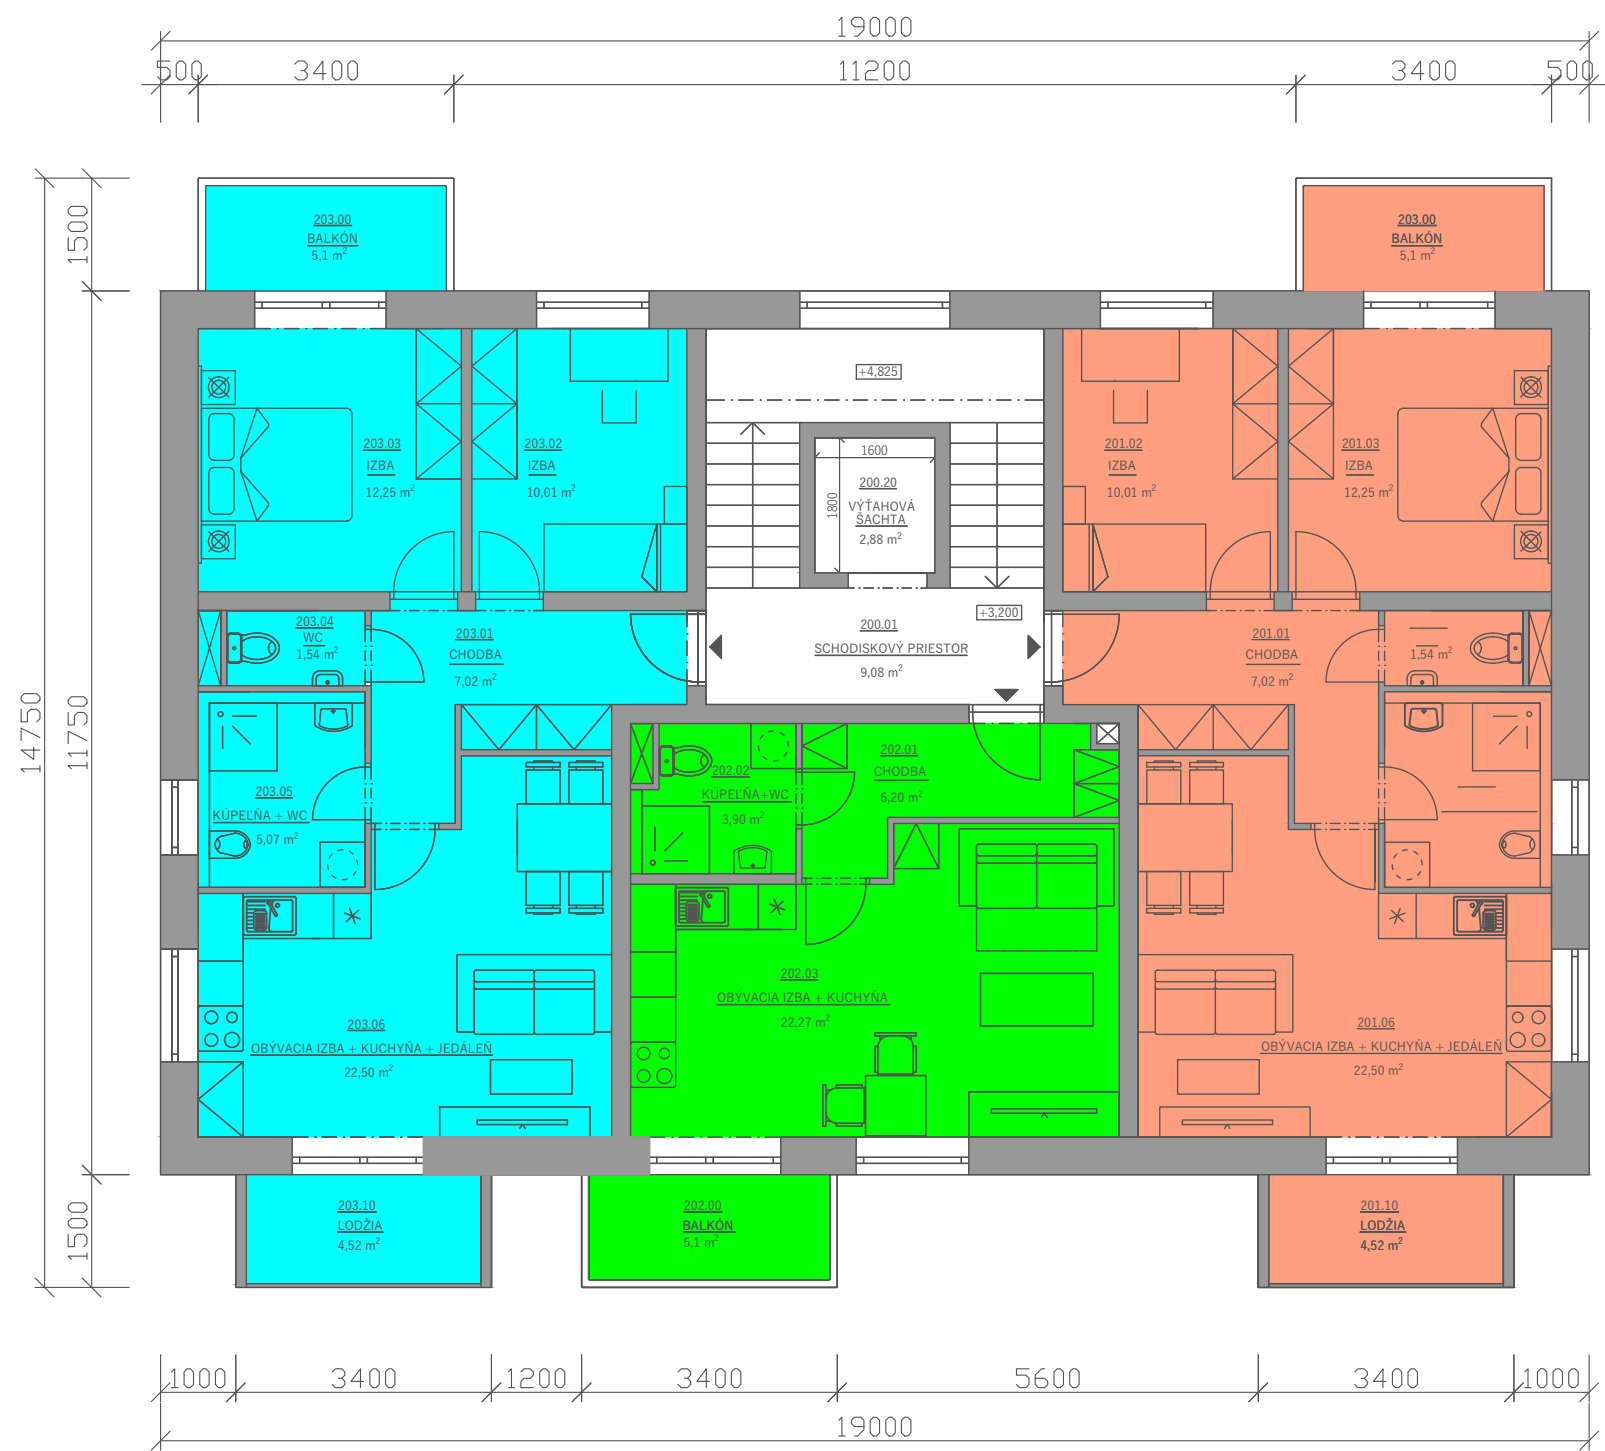 19000
500
3400
11200
3400
500
14750
1500
11750
1500
203.00
BALKÓN
5,1 m²
203.00
BALKÓN
5,1 m²
+4,825
203.03
IZBA
12,25 m²
203.02
IZBA
10,01 m²
1600
1800
200.20
VÝŤAHOVÁ
ŠACHTA
2,88 m²
201.02
IZBA
10,01 m²
201.03
IZBA
12,25 m²
203.04
WC
1,54 m²
203.01
CHODBA
7,02 m²
+3,200
200.01
SCHODISKOVÝ PRIESTOR
9,08 m²
201.01
CHODBA
7,02 m²
1,54 m²
203.05
KÚPEĽŇA + WC
5,07 m²
202.02
KÚPEĽŇA+WC
3,90 m²
202.01
CHODBA
6,20 m²
203.06
OBÝVACIA IZBA + KUCHYŇA + JEDÁLEŇ
22,50 m²
202.03
OBÝVACIA IZBA + KUCHYŇA
22,27 m²
201.06
OBÝVACIA IZBA + KUCHYŇA + JEDÁLEŇ
22,50 m²
203.10
LODŽIA
4,52 m²
202.00
BALKÓN
5,1 m²
201.10
LODŽIA
4,52 m²
1000
3400
1200
3400
5600
3400
1000
19000